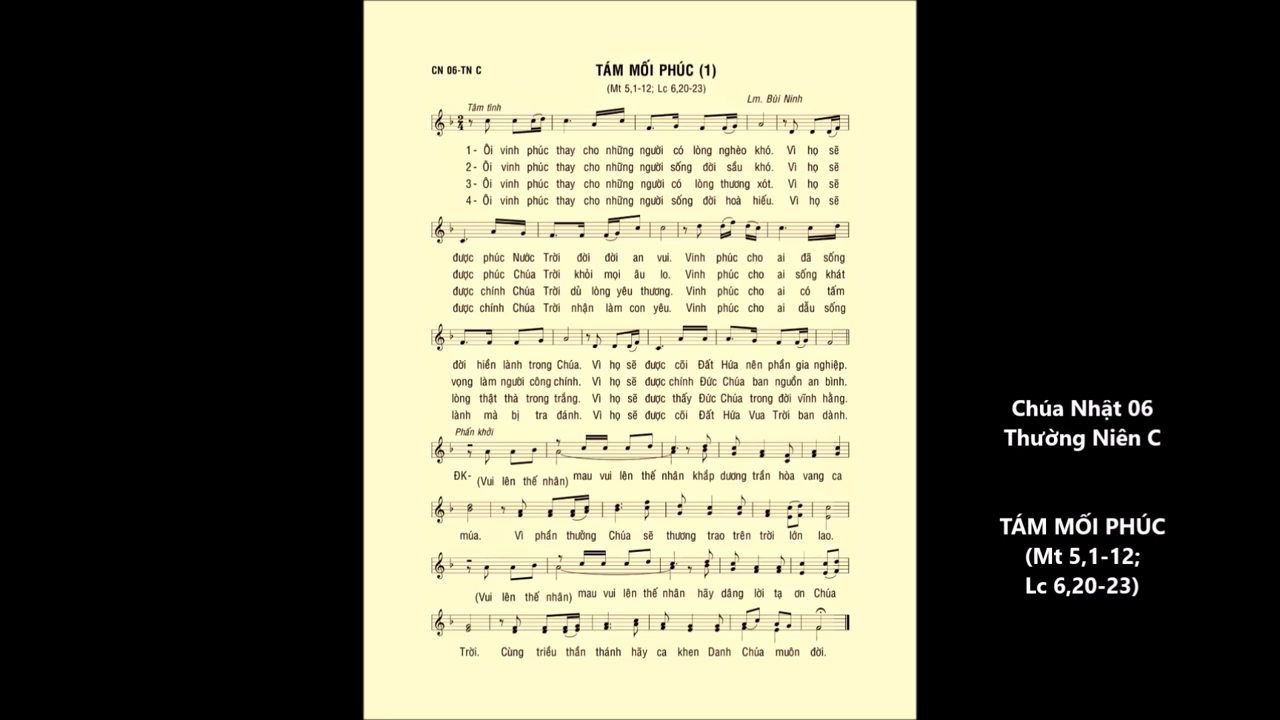 CN 06-TN C
TÁM MỐI PHÚC (1)
(Mt 5,1-12; Lc 6,20-23)
Lm. Bùi Ninh
Tâm tình
1- Ôi vinh phúc thay cho những người có lòng nghèo khó. Vì họ sẽ
2- Ôi vinh phúc thay cho những người sống đời sầu khó. Vì họ sẽ
3- Ôi vinh phúc thay cho những người có lòng thương xót. Vì họ sẽ
4- Ôi vinh phúc thay cho những người sống đời hoà hiếu. Vì họ sẽ
được phúc Nước Trời đời đời an vui. Vinh phúc cho ai đã sống
được phúc Chúa Trời khỏi mọi âu lo. Vinh phúc cho ai sống khát
được chính Chúa Trời dủ lòng yêu thương. Vinh phúc cho ai có tấm
được chính Chúa Trời nhận làm con yêu. Vinh phúc cho ai dẫu sống
đời hiền lành trong Chúa. Vì họ sẽ được cõi Đất Hứa nên phần gia nghiệp.
vọng làm người công chính. Vì họ sẽ được chính Đức Chúa ban nguồn an bình.
lòng thật thà trong trắng. Vì họ sẽ được thấy Đức Chúa trong đời vĩnh hằng.
lành mà bị tra đánh. Vì họ sẽ được cõi Đất Hứa Vua Trời ban dành.
Phấn khởi
ĐK- (Vui lên thế nhân) mau vui lên thế nhân khắp dương trần hòa vang ca
múa. Vì phần thưởng Chúa sẽ thương trao trên trời lớn lao.
(Vui lên thế nhân) mau vui lên thế nhân hãy dâng lời tạ ơn Chúa
Trời. Cùng triều thần thánh hãy ca khen Danh Chúa muôn đời.
Chúa Nhật 06
Thường Niên C
TÁM MỐI PHÚC
(Mt 5,1-12;
Lc 6,20-23)